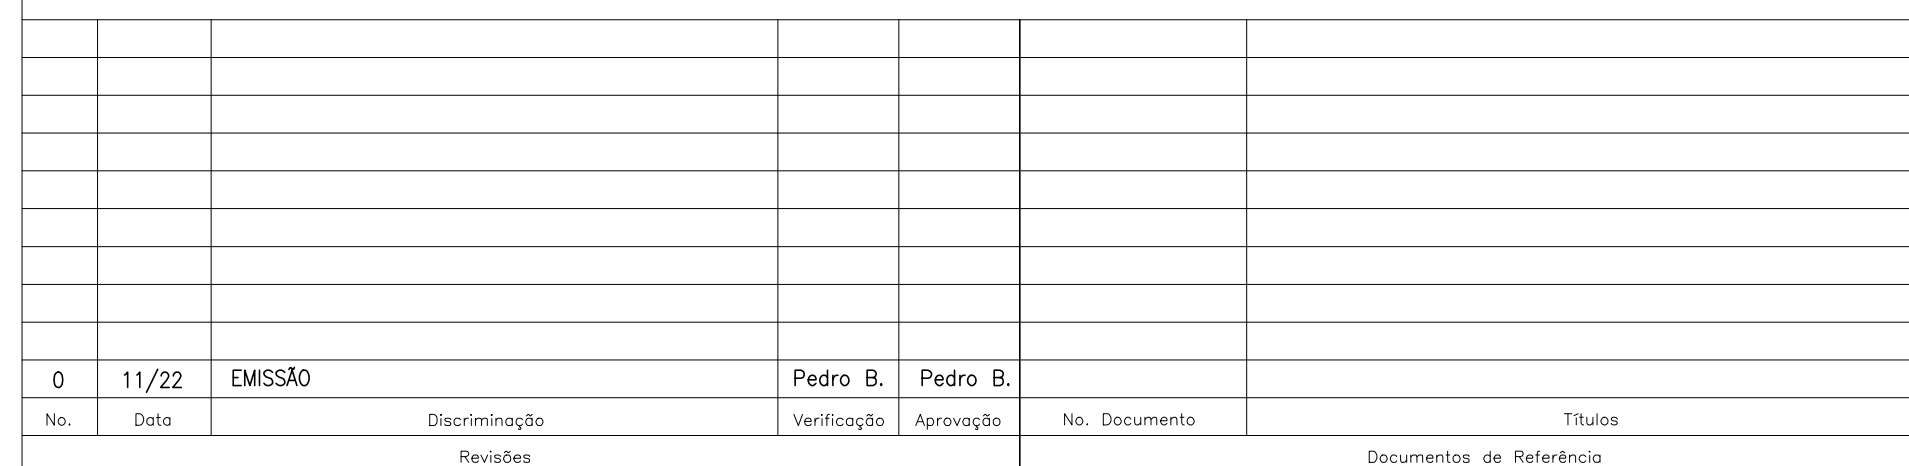 0 11/22 EMISSÃO Pedro B. Pedro B.
No. Data Discriminação Verificação Aprovação No. Documento Títulos
Revisões Documentos de Referência